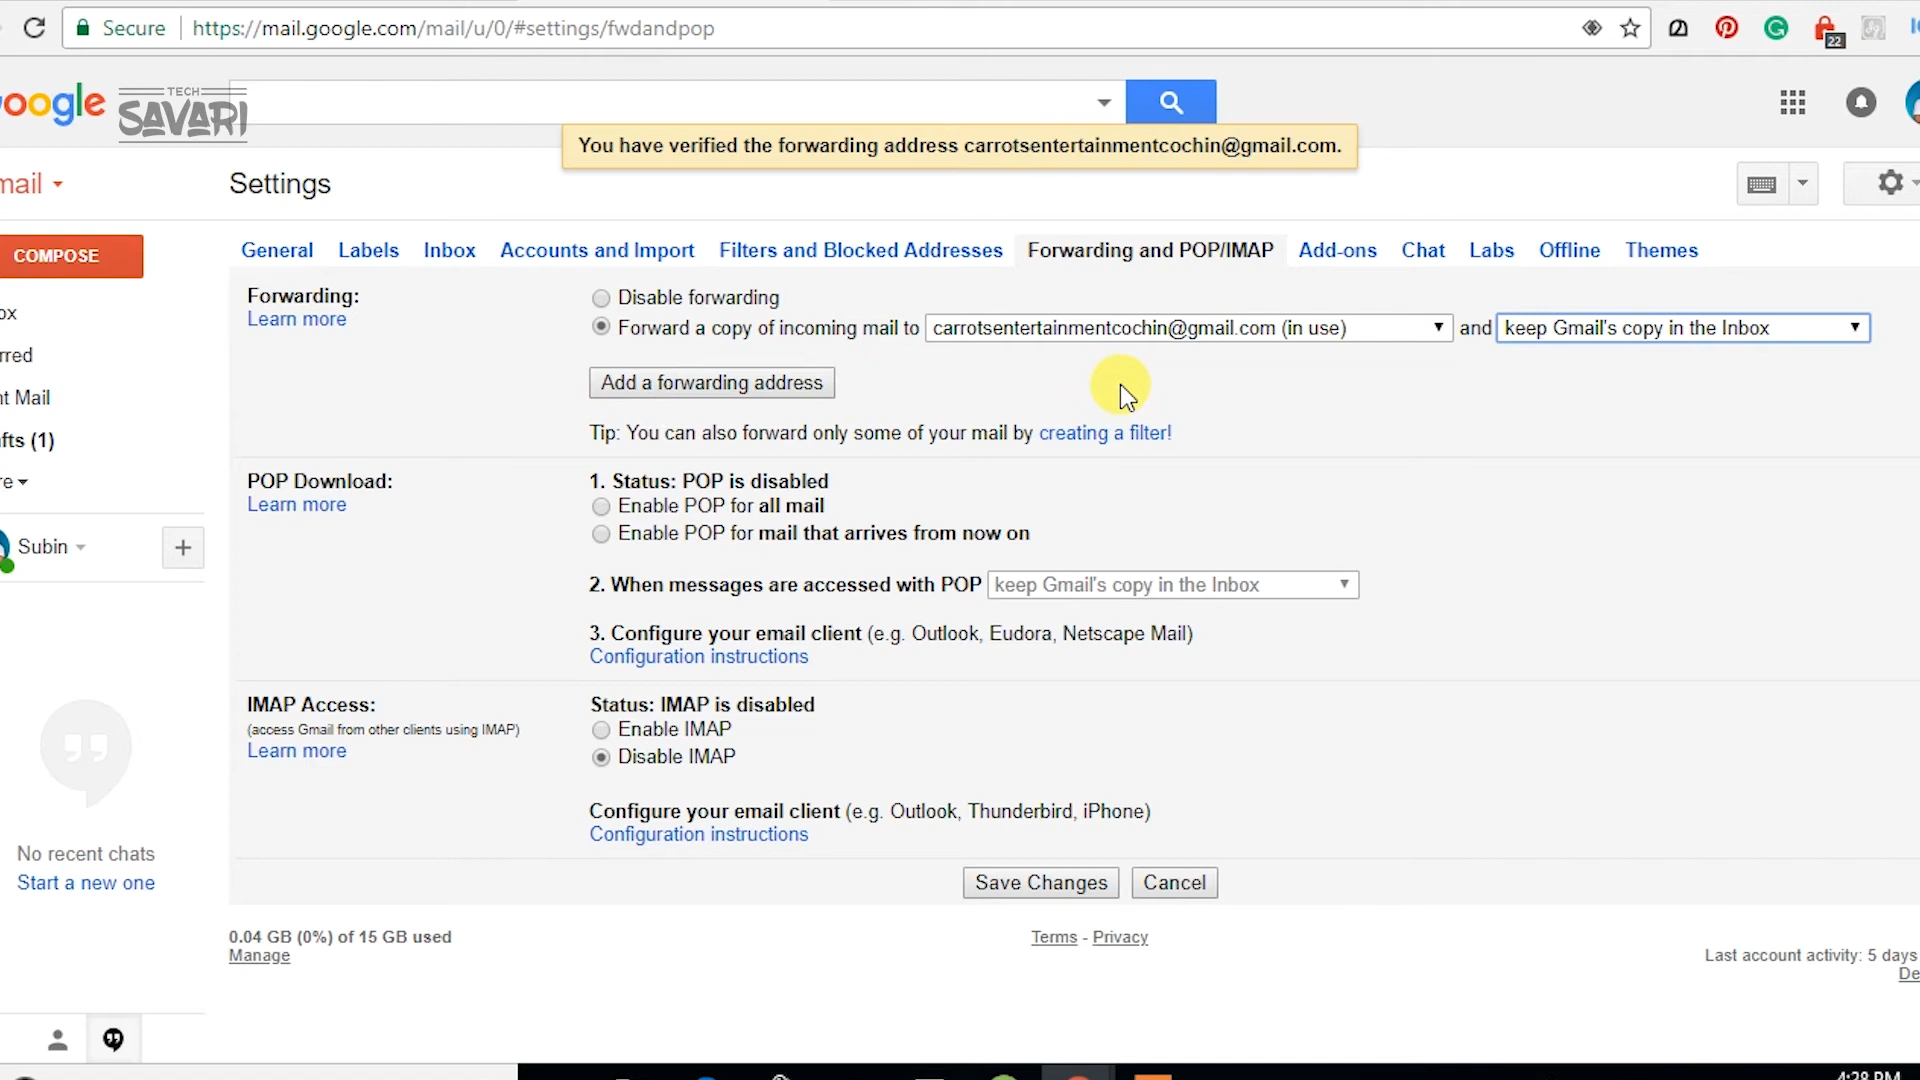 Secure https://mail.google.com/mail/u/0/#settings/fwdandpop
22
oogle
TECH
SAVARI
You have verified the forwarding address carrotsentertainmentcochin@gmail.com.
mail
Settings
COMPOSE
General Labels Inbox Accounts and Import Filters and Blocked Addresses Forwarding and POP/IMAP Add-ons Chat Labs Offline Themes
Forwarding:
Learn more
Disable forwarding
Forward a copy of incoming mail to carrotsentertainmentcochin@gmail.com (in use) and keep Gmail's copy in the Inbox
Add a forwarding address
Tip: You can also forward only some of your mail by creating a filter!
ox
rred
nt Mail
fts (1)
re
Subin
POP Download:
Learn more
1. Status: POP is disabled
Enable POP for all mail
Enable POP for mail that arrives from now on
2. When messages are accessed with POP keep Gmail's copy in the Inbox
3. Configure your email client (e.g. Outlook, Eudora, Netscape Mail)
Configuration instructions
IMAP Access:
(access Gmail from other clients using IMAP)
Learn more
Status: IMAP is disabled
Enable IMAP
Disable IMAP
Configure your email client (e.g. Outlook, Thunderbird, iPhone)
Configuration instructions
No recent chats
Start a new one
Save Changes Cancel
0.04 GB (0%) of 15 GB used
Manage
Terms - Privacy
Last account activity: 5 days
De
4:28 PM